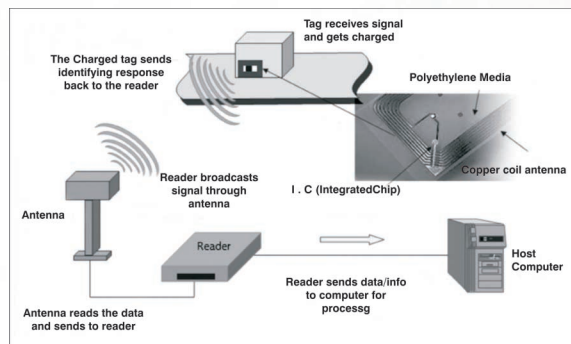 Tag receives signal
and gets charged
The Charged tag sends
identifying response
back to the reader
Polyethylene Media
Copper coil antenna
I . C (IntegratedChip)
Reader broadcasts
signal through
antenna
Antenna
Reader
Host
Computer
Reader sends data/info
to computer for
processg
Antenna reads the data
and sends to reader